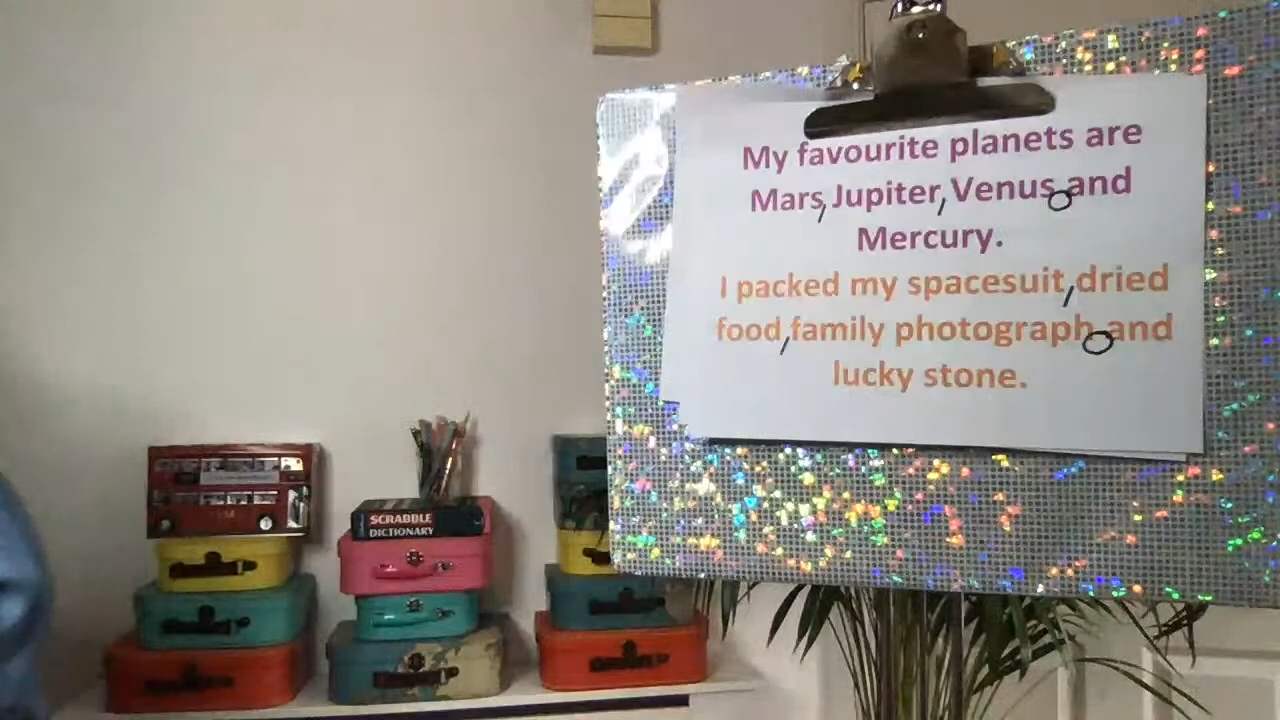 My favourite planets are
Mars, Jupiter, Venus and
Mercury.
I packed my spacesuit, dried
food, family photograph and
lucky stone.
SCRABBLE
DICTIONARY